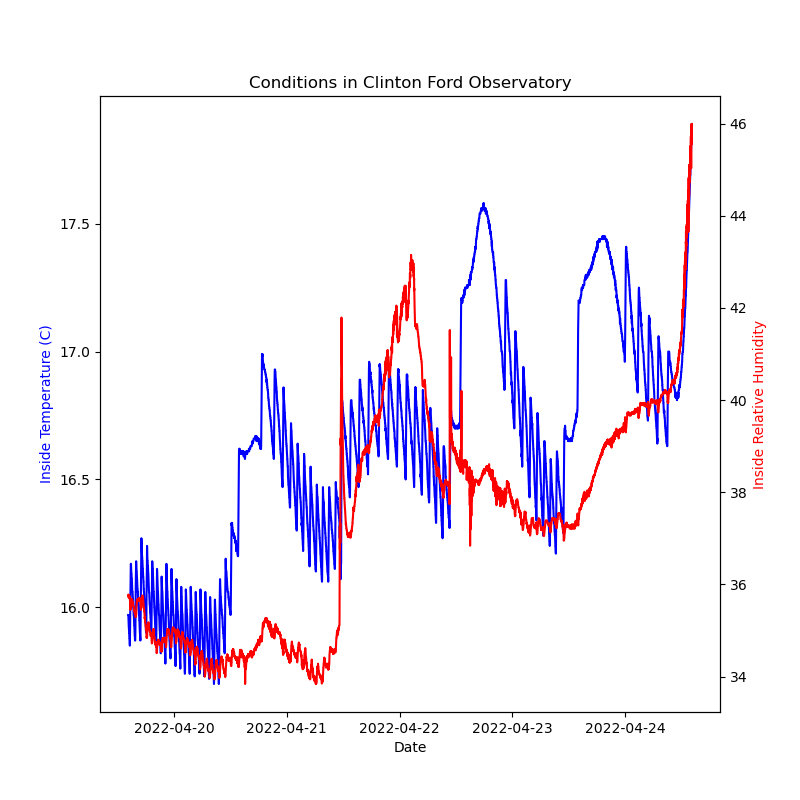 Conditions in Clinton Ford Observatory
Inside Temperature (C)
17.5
17.0
16.5
16.0
46
44
42
40
38
36
34
Inside Relative Humidity
2022-04-20 2022-04-21 2022-04-22 2022-04-23 2022-04-24
Date